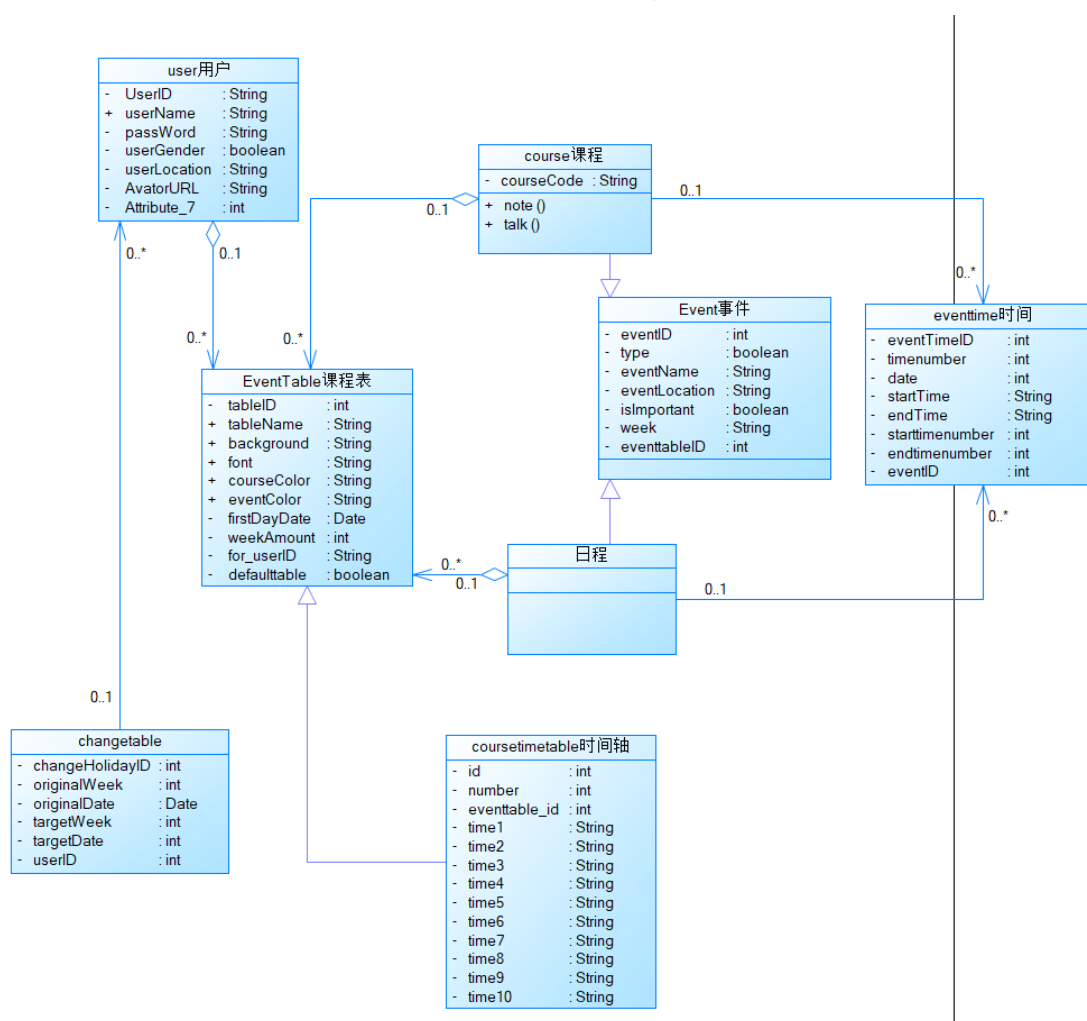 user用户
- UserID : String
+ userName : String
- passWord : String
- userGender : boolean
- userLocation : String
- AvatorURL : String
- Attribute_7 : int
0..*
0..1
course课程
- courseCode : String
+ note ()
+ talk ()
0..1
0..1
0..*
Event事件
- eventID : int
- type : boolean
- eventName : String
- eventLocation : String
- isImportant : boolean
- week : String
- eventtableID : int
eventtime时间
- eventTimeID : int
- timenumber : int
- date : int
- startTime : String
- endTime : String
- starttimenumber : int
- endtimenumber : int
- eventID : int
0..*
0..*
0..*
EventTable课程表
- tableID : int
+ tableName : String
+ background : String
+ font : String
+ courseColor : String
+ eventColor : String
- firstDayDate : Date
- weekAmount : int
- for_userID : String
- defaulttable : boolean
0..*
0..1
日程
0..1
0..1
changetable
- changeHolidayID : int
- originalWeek : int
- originalDate : Date
- targetWeek : int
- targetDate : int
- userID : int
coursetimetable时间轴
- id : int
- number : int
- eventtable_id : int
- time1 : String
- time2 : String
- time3 : String
- time4 : String
- time5 : String
- time6 : String
- time7 : String
- time8 : String
- time9 : String
- time10 : String